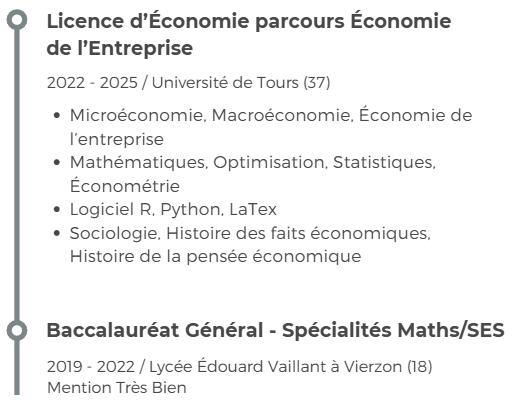 Licence d’Économie parcours Économie
de l’Entreprise
2022 - 2025 / Université de Tours (37)
• Microéconomie, Macroéconomie, Économie de
l’entreprise
• Mathématiques, Optimisation, Statistiques,
Économétrie
• Logiciel R, Python, LaTex
• Sociologie, Histoire des faits économiques,
Histoire de la pensée économique
Baccalauréat Général - Spécialités Maths/SES
2019 - 2022 / Lycée Édouard Vaillant à Vierzon (18)
Mention Très Bien